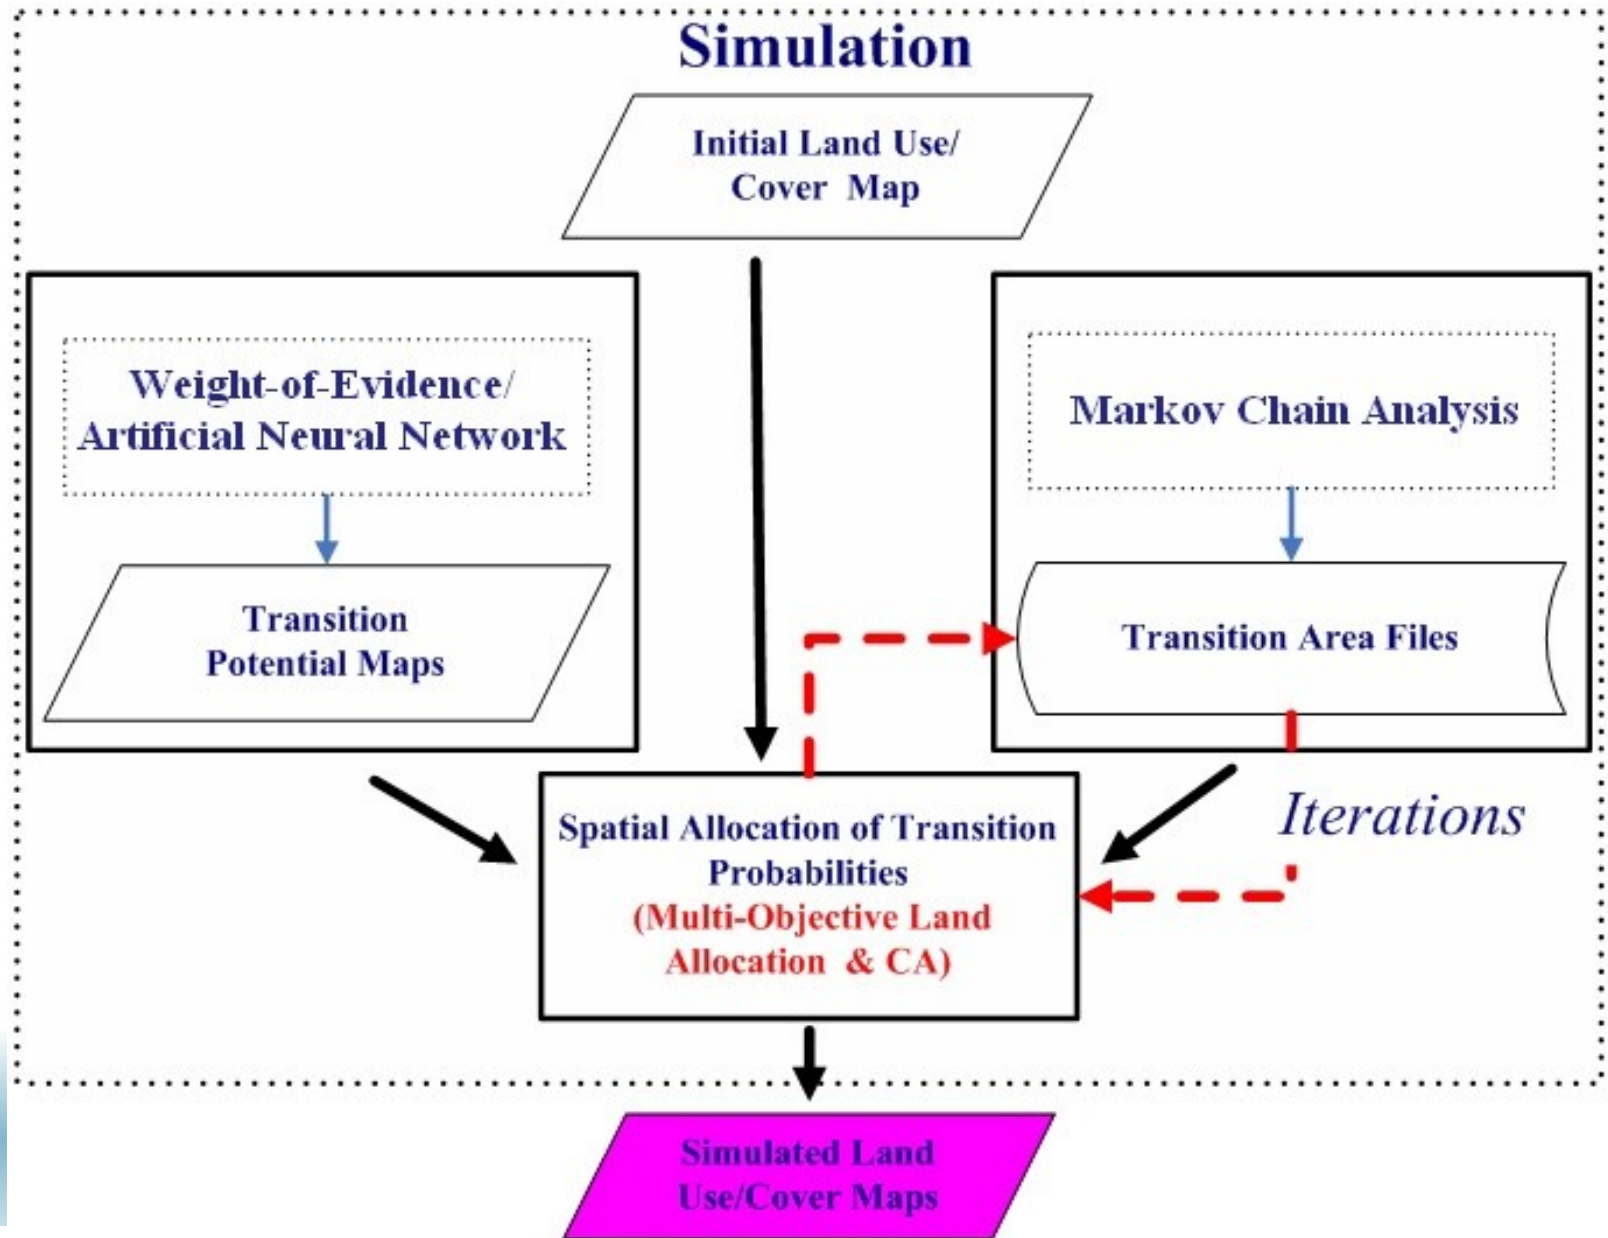 Simulation
Initial Land Use/
Cover Map
Weight-of-Evidence/
Artificial Neural Network
Transition
Potential Maps
Markov Chain Analysis
Transition Area Files
Iterations
Spatial Allocation of Transition
Probabilities
(Multi-Objective Land
Allocation & CA)
Simulated Land
Use/Cover Maps